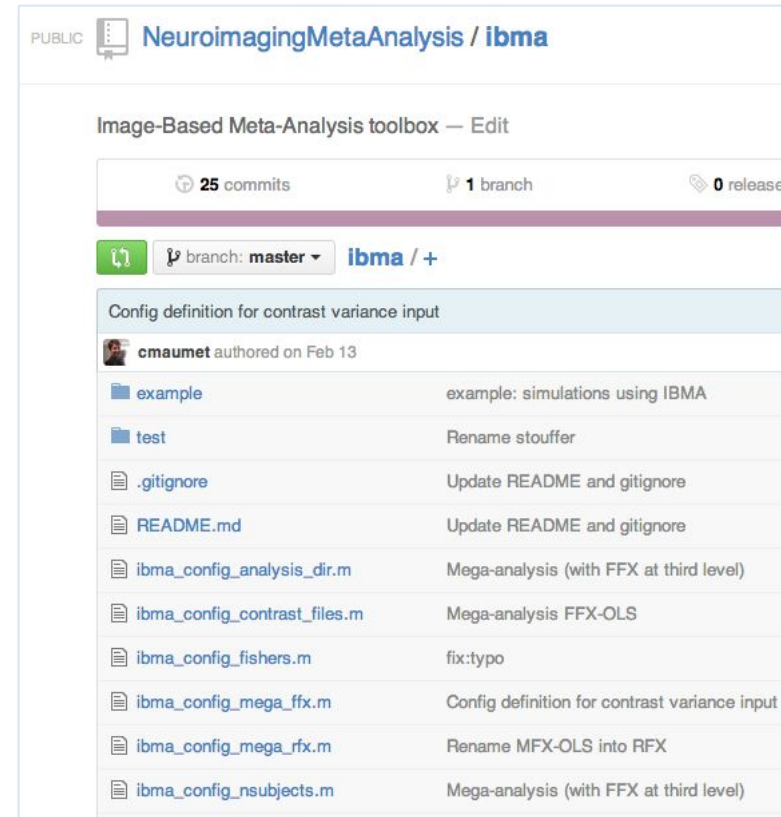 PUBLIC NeuroimagingMetaAnalysis / ibma
Image-Based Meta-Analysis toolbox — Edit
25 commits 1 branch 0 release
branch: master ibma / +
Config definition for contrast variance input
cmaumet authored on Feb 13
example example: simulations using IBMA
test Rename stouffer
.gitignore Update README and gitignore
README.md Update README and gitignore
ibma_config_analysis_dir.m Mega-analysis (with FFX at third level)
ibma_config_contrast_files.m Mega-analysis FFX-OLS
ibma_config_fishers.m fix:typo
ibma_config_mega_ffx.m Config definition for contrast variance input
ibma_config_mega_rfx.m Rename MFX-OLS into RFX
ibma_config_nsubjects.m Mega-analysis (with FFX at third level)